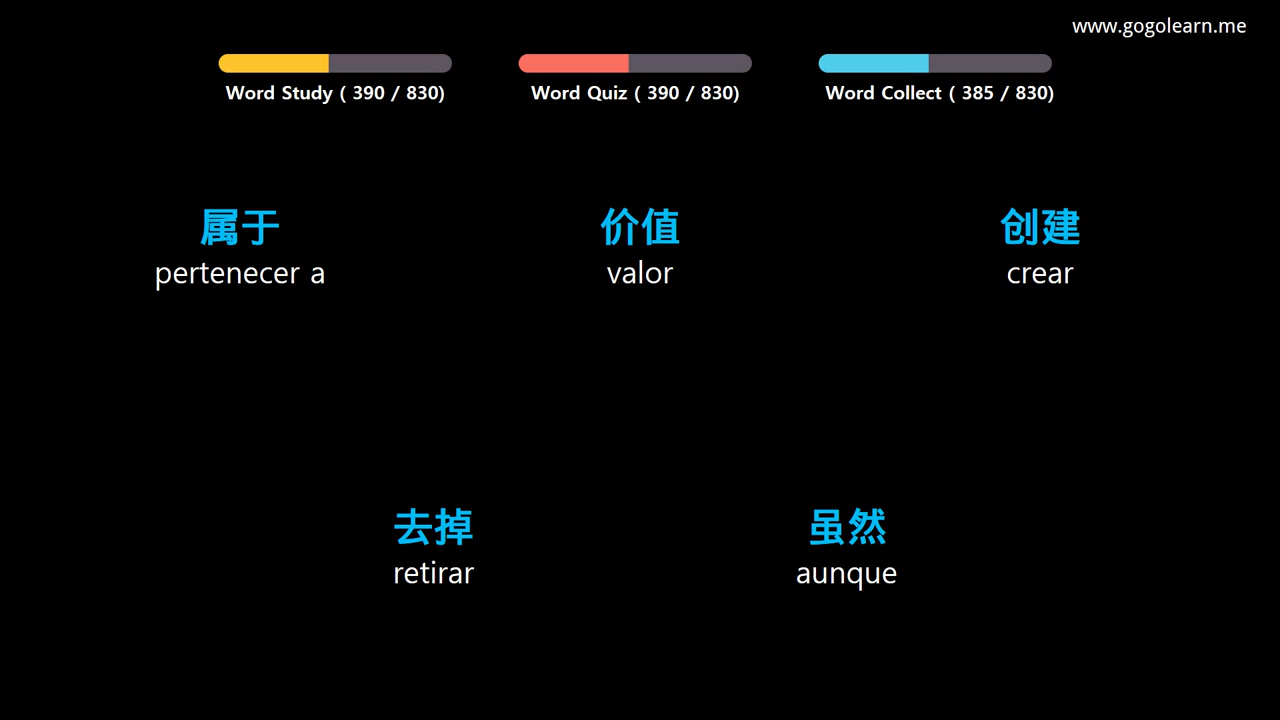 www.gogolearn.me
Word Study ( 390 / 830)
Word Quiz ( 390 / 830)
Word Collect ( 385 / 830)
属于
pertenecer a
价值
valor
创建
crear
去掉
retirar
虽然
aunque